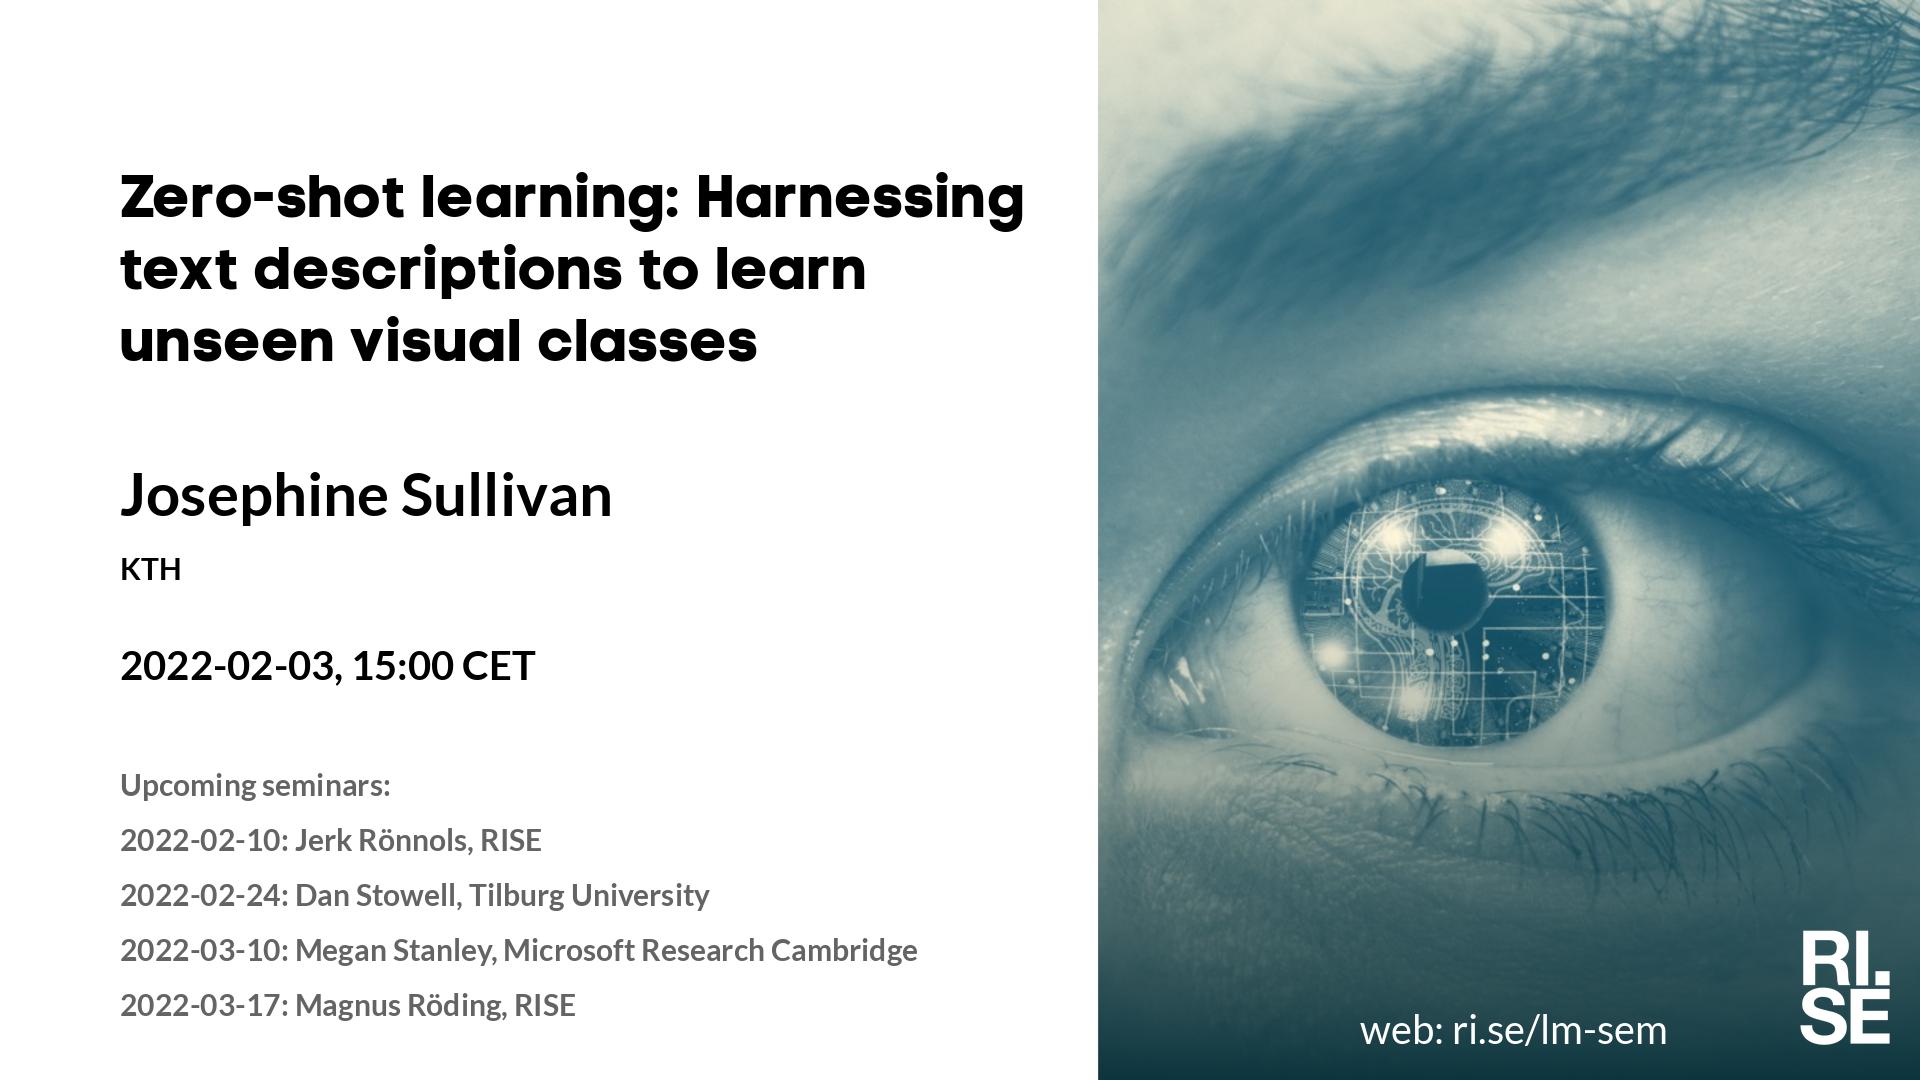 Zero-shot learning: Harnessing
text descriptions to learn
unseen visual classes
Josephine Sullivan
KTH
2022-02-03, 15:00 CET
Upcoming seminars:
2022-02-10: Jerk Rönnols, RISE
2022-02-24: Dan Stowell, Tilburg University
2022-03-10: Megan Stanley, Microsoft Research Cambridge
2022-03-17: Magnus Röding, RISE
web: ri.se/lm-sem
RI.
SE